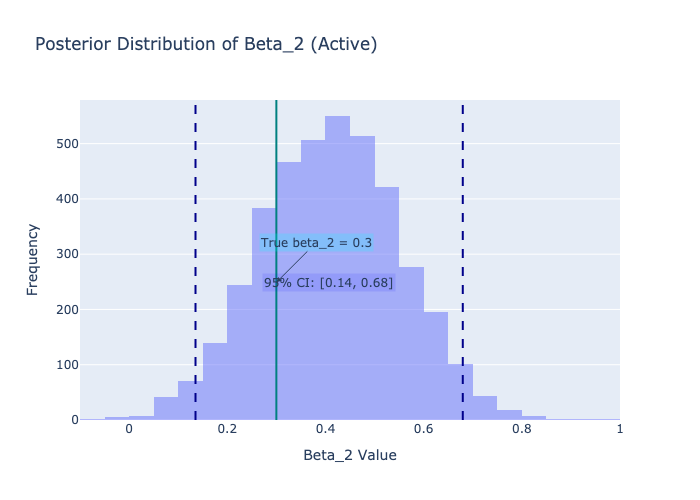 Posterior Distribution of Beta_2 (Active)
500
400
300
200
100
0
Frequency
True beta_2 = 0.3
95% CI: [0.14, 0.68]
0
0.2
0.4
0.6
0.8
1
Beta_2 Value